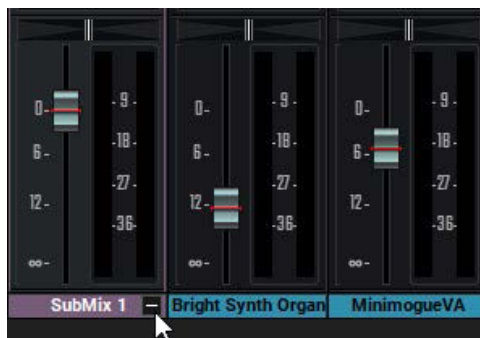 0- -9- 0- -9- 0- -9-
6- -18- 6- -18- 6- -18-
12- -27- 12- -27- 12- -27-
-36- -36- -36-
∞- ∞- ∞-
SubMix 1 - Bright Synth Organ MinimogueVA